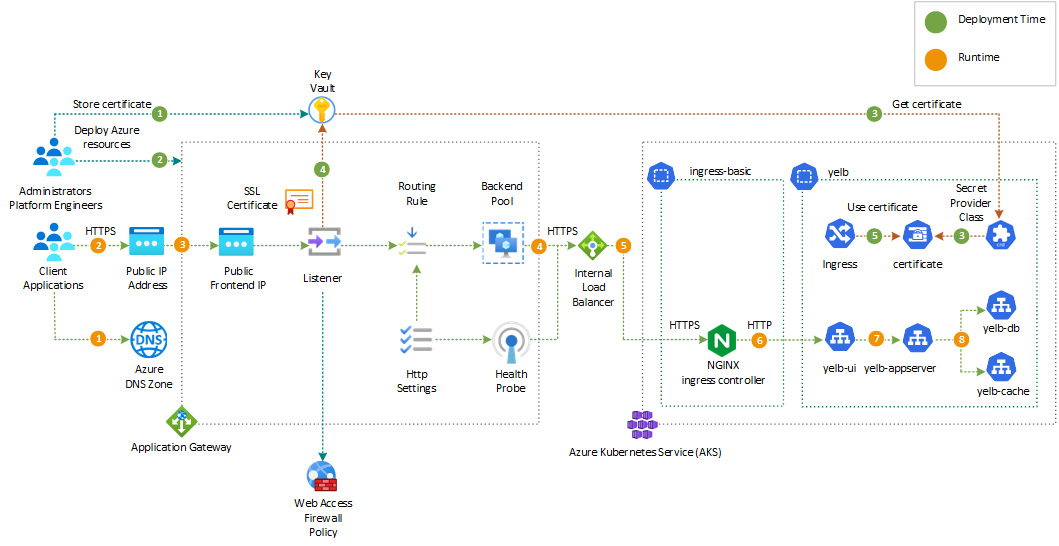 Deployment Time
Runtime
Key
Vault
Store certificate
1
3
Get certificate
Deploy Azure
resources
2
Administrators
Platform Engineers
4
SSL
Certificate
Routing
Rule
Backend
Pool
ingress-basic
yelb
Secret
Provider
Class
Use certificate
HTTPS
2
3
4
HTTPS
5
5
3
Client
Applications
Public IP
Address
Public
Frontend IP
Listener
Internal
Load
Balancer
Ingress
certificate
1
DNS
Azure
DNS Zone
Http
Settings
Health
Probe
HTTPS
N
HTTP
6
NGINX
ingress controller
yelb-ui
7
yelb-appserver
8
yelb-db
yelb-cache
Application Gateway
Azure Kubernetes Service (AKS)
Web Access
Firewall
Policy